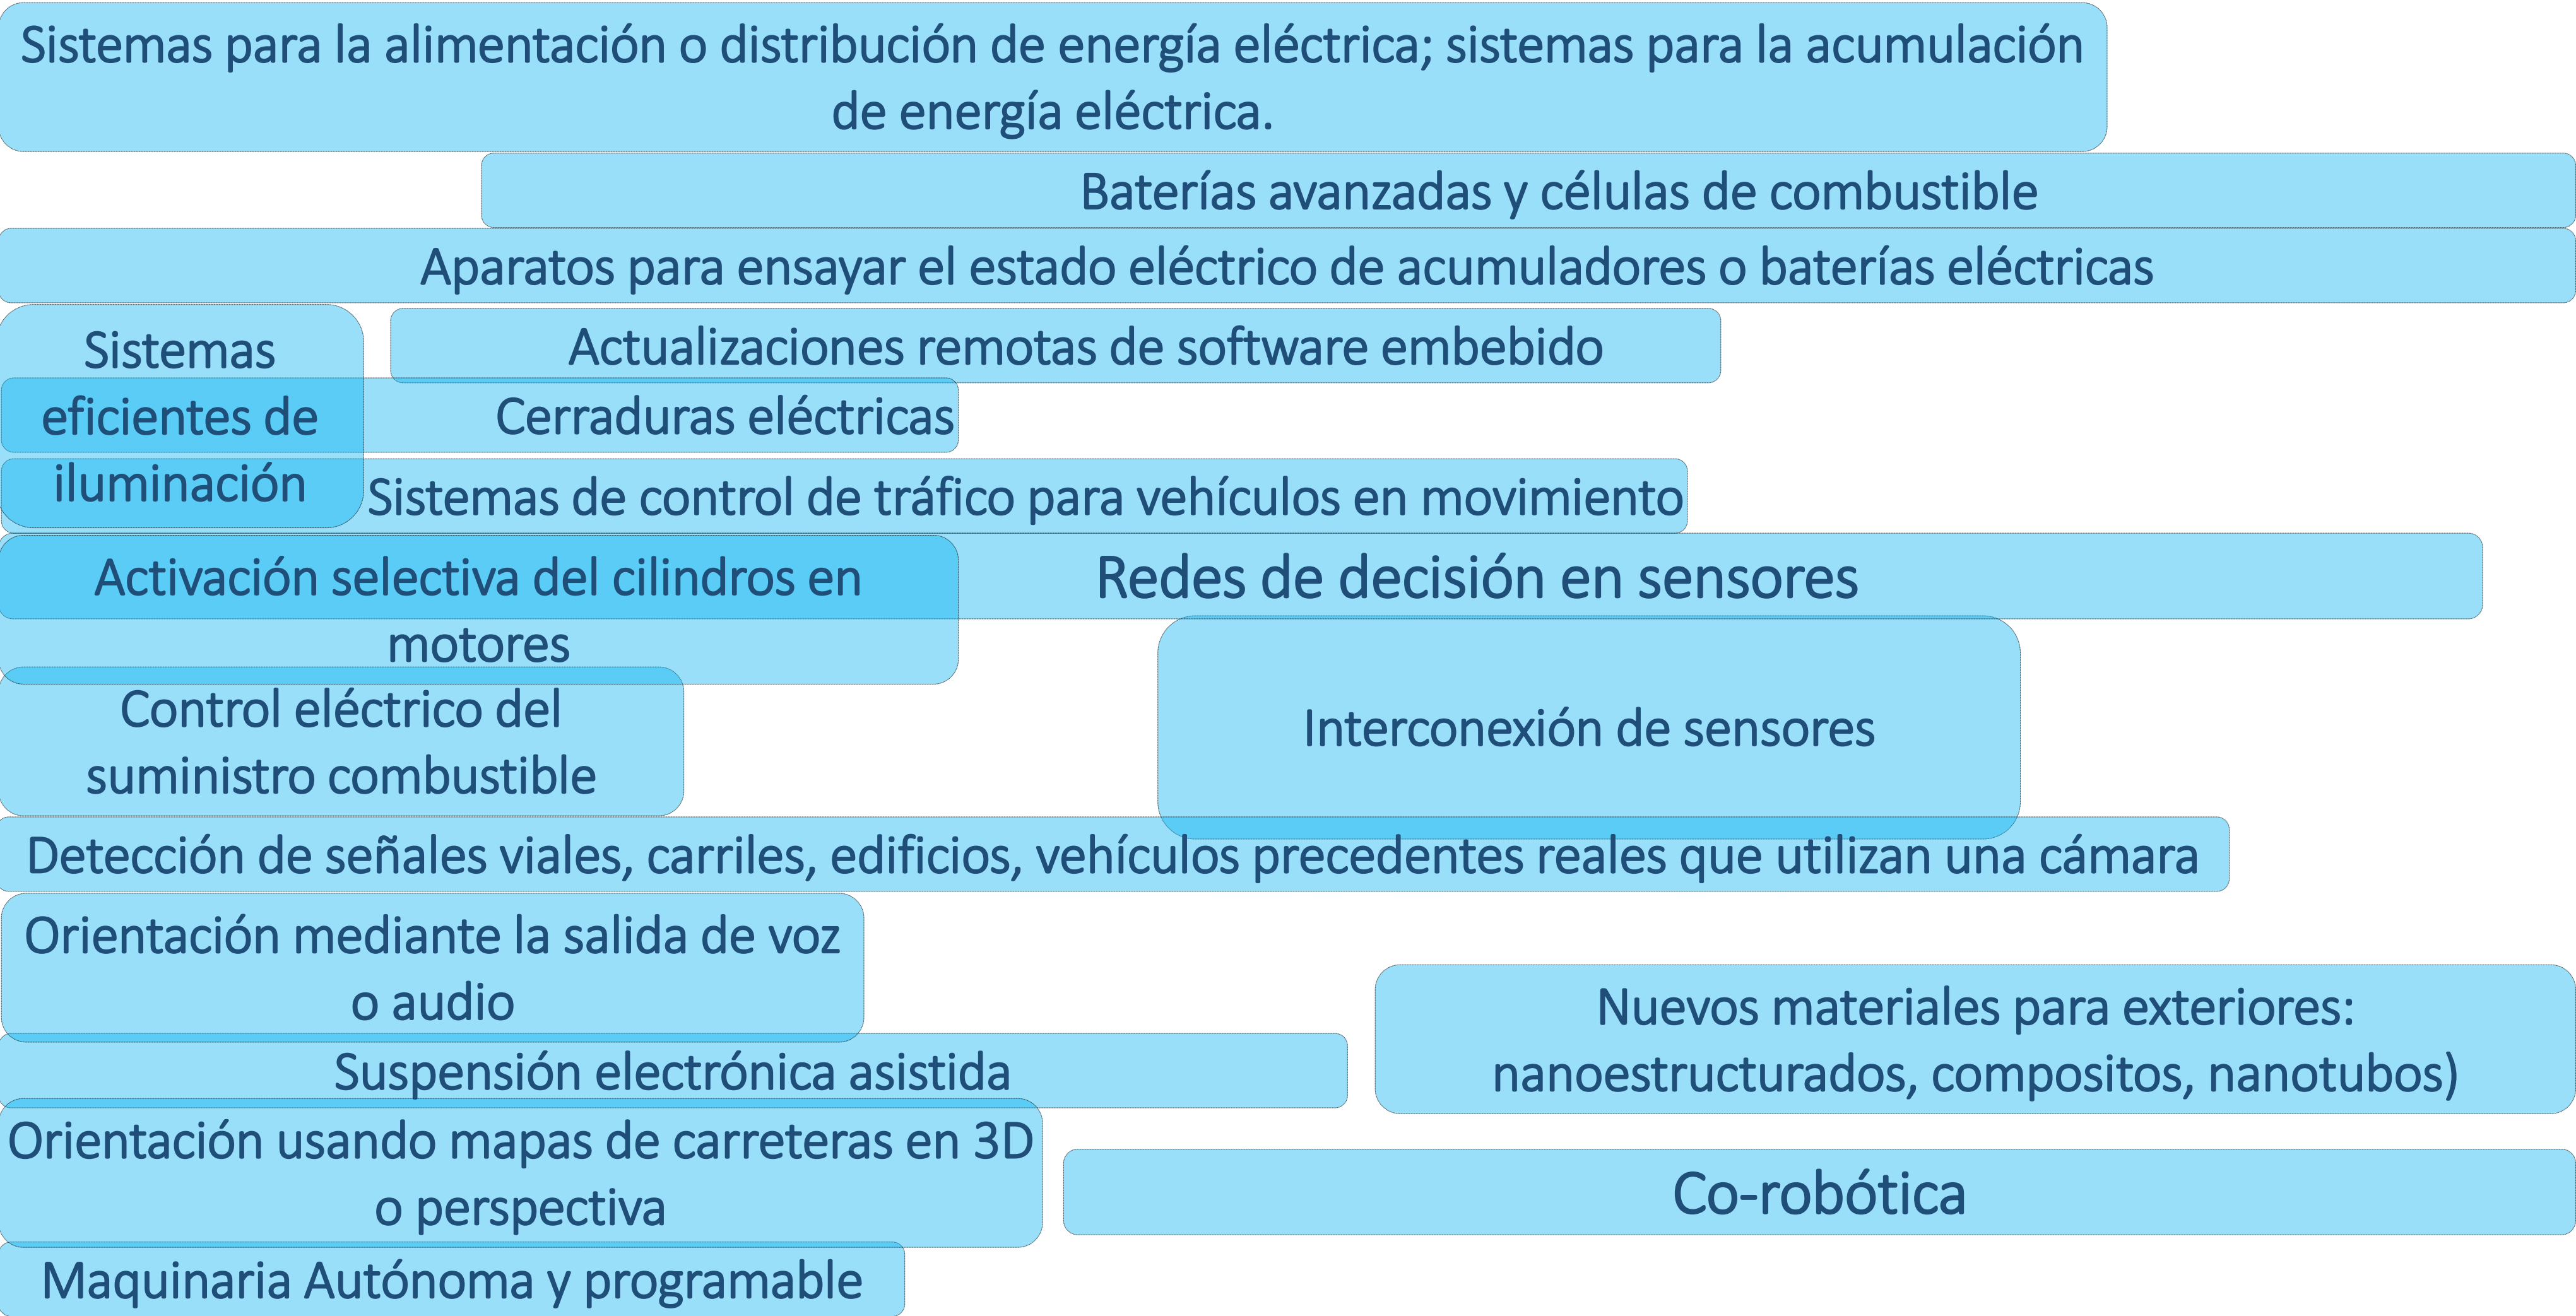 Sistemas para la alimentación o distribución de energía eléctrica; sistemas para la acumulación
de energía eléctrica.
Baterías avanzadas y células de combustible
Aparatos para ensayar el estado eléctrico de acumuladores o baterías eléctricas
Sistemas
eficientes de
iluminación
Actualizaciones remotas de software embebido
Cerraduras eléctricas
Sistemas de control de tráfico para vehículos en movimiento
Activación selectiva del cilindros en
motores
Redes de decisión en sensores
Control eléctrico del
suministro combustible
Interconexión de sensores
Detección de señales viales, carriles, edificios, vehículos precedentes reales que utilizan una cámara
Orientación mediante la salida de voz
o audio
Nuevos materiales para exteriores:
nanoestructurados, compositos, nanotubos)
Suspensión electrónica asistida
Orientación usando mapas de carreteras en 3D
o perspectiva
Co-robótica
Maquinaria Autónoma y programable